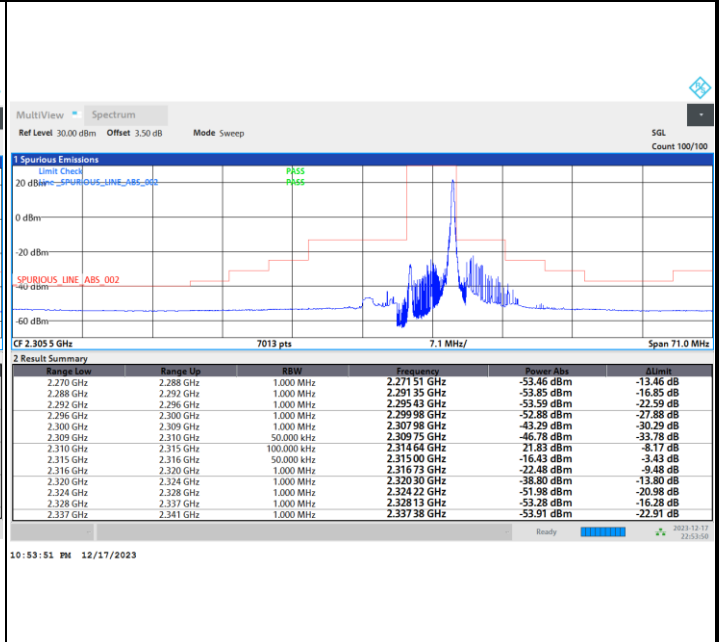 MultiView Spectrum
Ref Level 30.00 dBm Offset 3.50 dB Mode Sweep SGL
Count 100/100
1 Spurious Emissions
Limit Check PASS
20 dBm Line _SPURIOUS_LINE_ABS_002 PASS
0 dBm
-20 dBm
_SPURIOUS_LINE_ABS_002
-40 dBm
-60 dBm
CF 2.305 5 GHz 7013 pts 7.1 MHz/ Span 71.0 MHz
2 Result Summary
Range Low Range Up RBW Frequency Power Abs ΔLimit
2.270 GHz 2.288 GHz 1.000 MHz 2.271 51 GHz -53.46 dBm -13.46 dB
2.288 GHz 2.292 GHz 1.000 MHz 2.291 35 GHz -53.85 dBm -16.85 dB
2.292 GHz 2.296 GHz 1.000 MHz 2.295 43 GHz -53.59 dBm -22.59 dB
2.296 GHz 2.300 GHz 1.000 MHz 2.299 98 GHz -52.88 dBm -27.88 dB
2.300 GHz 2.309 GHz 1.000 MHz 2.307 98 GHz -43.29 dBm -30.29 dB
2.309 GHz 2.310 GHz 50.000 kHz 2.309 75 GHz -46.78 dBm -33.78 dB
2.310 GHz 2.315 GHz 100.000 kHz 2.314 64 GHz 21.83 dBm -8.17 dB
2.315 GHz 2.316 GHz 50.000 kHz 2.315 00 GHz -16.43 dBm -3.43 dB
2.316 GHz 2.320 GHz 1.000 MHz 2.316 73 GHz -22.48 dBm -9.48 dB
2.320 GHz 2.324 GHz 1.000 MHz 2.320 30 GHz -38.80 dBm -13.80 dB
2.324 GHz 2.328 GHz 1.000 MHz 2.324 22 GHz -51.98 dBm -20.98 dB
2.328 GHz 2.337 GHz 1.000 MHz 2.328 13 GHz -53.28 dBm -16.28 dB
2.337 GHz 2.341 GHz 1.000 MHz 2.337 38 GHz -53.91 dBm -22.91 dB
Ready 2023-12-17
22:53:50
10:53:51 PM 12/17/2023